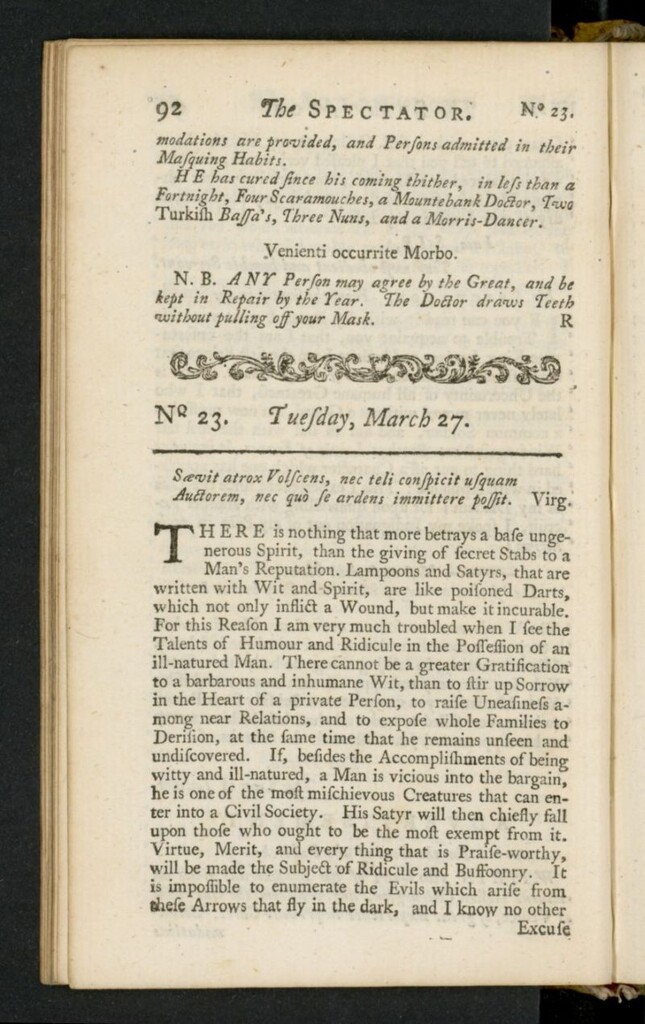 92 The SPECTATOR. Nº 23.
modations are provided, and Perſons admitted in their
Maſquing Habits.
HE has cured ſince his coming thither, in leſs than a
Fortnight, Four Scaramouches, a Mountebank Doctor, Two
Turkiſh Baſſa's, Three Nuns, and a Morris-Dancer.
Venienti occurrite Morbo.
N. B. ANY Perſon may agree by the Great, and be
kept in Repair by the Year. The Doctor draws Teeth
without pulling off your Mask. R
Nº 23. Tueſday, March 27.
Sævit atrox Volſcens, nec teli conſpicit uſquam
Auctorem, nec quò ſe ardens immittere poſſit. Virg.
THERE is nothing that more betrays a baſe unge-
nerous Spirit, than the giving of ſecret Stabs to a
Man's Reputation. Lampoons and Satyrs, that are
written with Wit and Spirit, are like poiſoned Darts,
which not only inflict a Wound, but make it incurable.
For this Reaſon I am very much troubled when I ſee the
Talents of Humour and Ridicule in the Poſſeſſion of an
ill-natured Man. There cannot be a greater Gratification
to a barbarous and inhumane Wit, than to ſtir up Sorrow
in the Heart of a private Perſon, to raiſe Uneaſineſs a-
mong near Relations, and to expoſe whole Families to
Deriſion, at the ſame time that he remains unſeen and
undiſcovered. If, beſides the Accompliſhments of being
witty and ill-natured, a Man is vicious into the bargain,
he is one of the moſt miſchievous Creatures that can en-
ter into a Civil Society. His Satyr will then chiefly fall
upon thoſe who ought to be the moſt exempt from it.
Virtue, Merit, and every thing that is Praiſe-worthy,
will be made the Subject of Ridicule and Buffoonry. It
is impoſſible to enumerate the Evils which ariſe from
theſe Arrows that fly in the dark, and I know no other
Excuſe